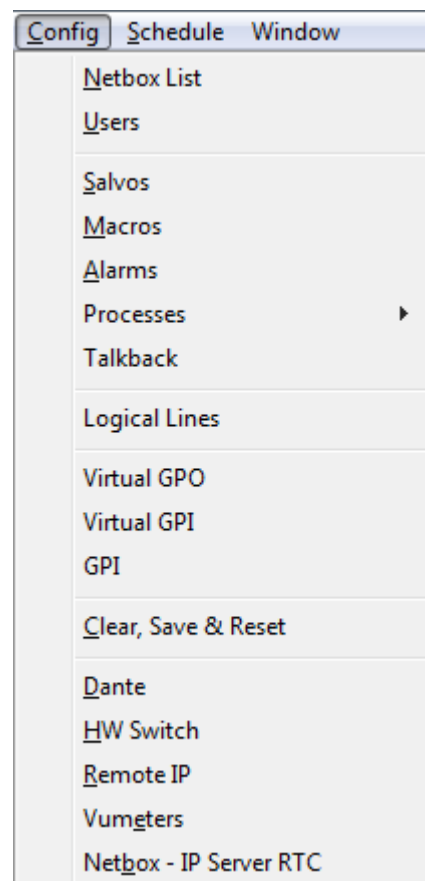 Config Schedule Window
Netbox List
Users
Salvos
Macros
Alarms
Processes
Talkback
Logical Lines
Virtual GPO
Virtual GPI
GPI
Clear, Save & Reset
Dante
HW Switch
Remote IP
Vumeters
Netbox - IP Server RTC